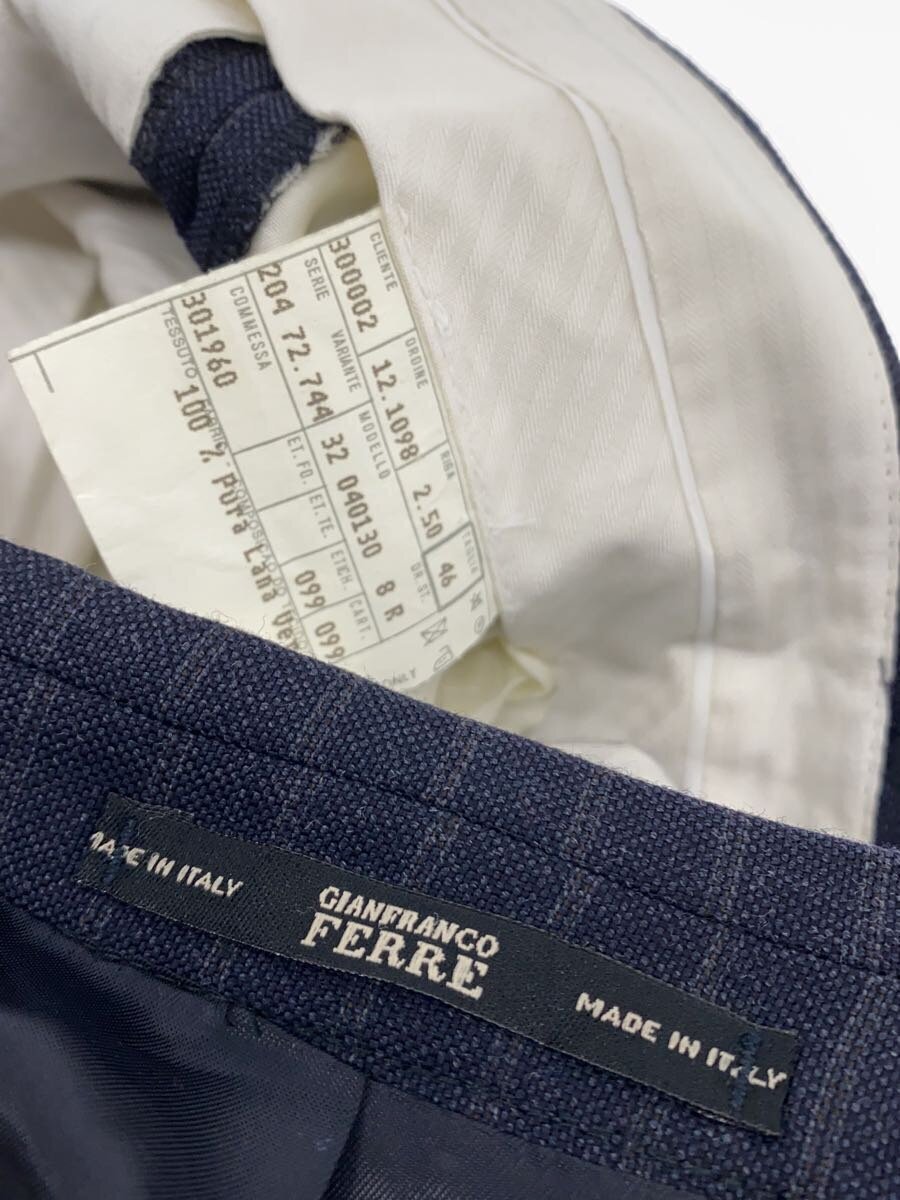 CLIENTE ORDINE RIGA TAGLIA
300002 12.1098 2.50 46
SERIE VARIANTE MODELLO DR. ST.
204 72.744 32 040130 8 R
COMMESSA ET. FO. ET. TE. ETICH. CART.
301960 099 099
TESSUTO
100 % Pura Lana
ONLY
MADE IN ITALY
GIANFRANCO
FERRE
MADE IN ITALY